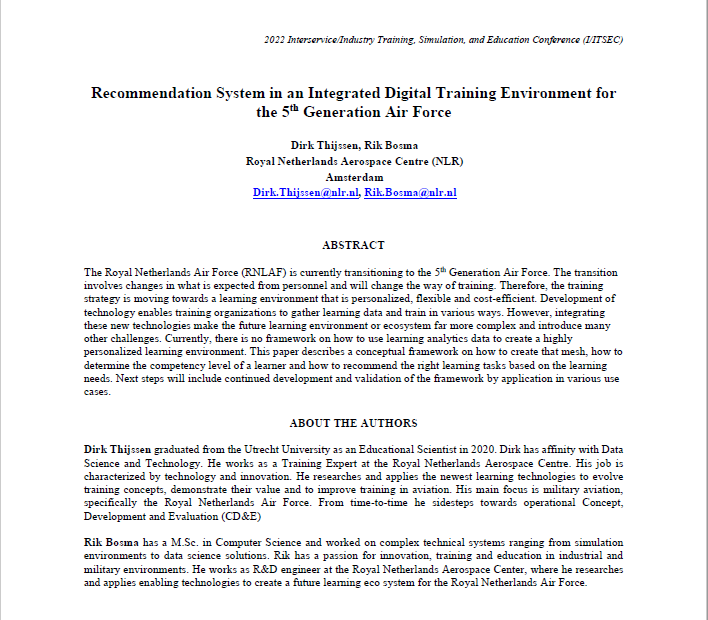 2022 Interservice/Industry Training, Simulation, and Education Conference (I/ITSEC)
Recommendation System in an Integrated Digital Training Environment for
the 5th Generation Air Force
Dirk Thijssen, Rik Bosma
Royal Netherlands Aerospace Centre (NLR)
Amsterdam
Dirk.Thijssen@nlr.nl, Rik.Bosma@nlr.nl
ABSTRACT
The Royal Netherlands Air Force (RNLAF) is currently transitioning to the 5th Generation Air Force. The transition
involves changes in what is expected from personnel and will change the way of training. Therefore, the training
strategy is moving towards a learning environment that is personalized, flexible and cost-efficient. Development of
technology enables training organizations to gather learning data and train in various ways. However, integrating
these new technologies make the future learning environment or ecosystem far more complex and introduce many
other challenges. Currently, there is no framework on how to use learning analytics data to create a highly
personalized learning environment. This paper describes a conceptual framework on how to create that mesh, how to
determine the competency level of a learner and how to recommend the right learning tasks based on the learning
needs. Next steps will include continued development and validation of the framework by application in various use
cases.
ABOUT THE AUTHORS
Dirk Thijssen graduated from the Utrecht University as an Educational Scientist in 2020. Dirk has affinity with Data
Science and Technology. He works as a Training Expert at the Royal Netherlands Aerospace Centre. His job is
characterized by technology and innovation. He researches and applies the newest learning technologies to evolve
training concepts, demonstrate their value and to improve training in aviation. His main focus is military aviation,
specifically the Royal Netherlands Air Force. From time-to-time he sidesteps towards operational Concept,
Development and Evaluation (CD&E)
Rik Bosma has a M.Sc. in Computer Science and worked on complex technical systems ranging from simulation
environments to data science solutions. Rik has a passion for innovation, training and education in industrial and
military environments. He works as R&D engineer at the Royal Netherlands Aerospace Center, where he researches
and applies enabling technologies to create a future learning eco system for the Royal Netherlands Air Force.